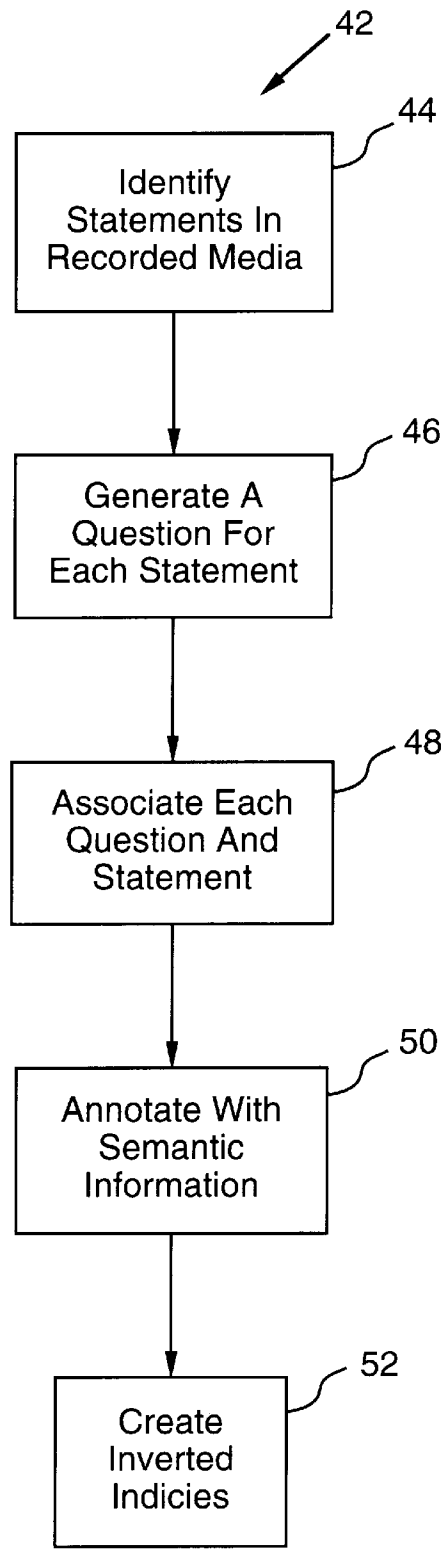 42
44
Identify
Statements In
Recorded Media
46
Generate A
Question For
Each Statement
48
Associate Each
Question And
Statement
50
Annotate With
Semantic
Information
52
Create
Inverted
Indicies